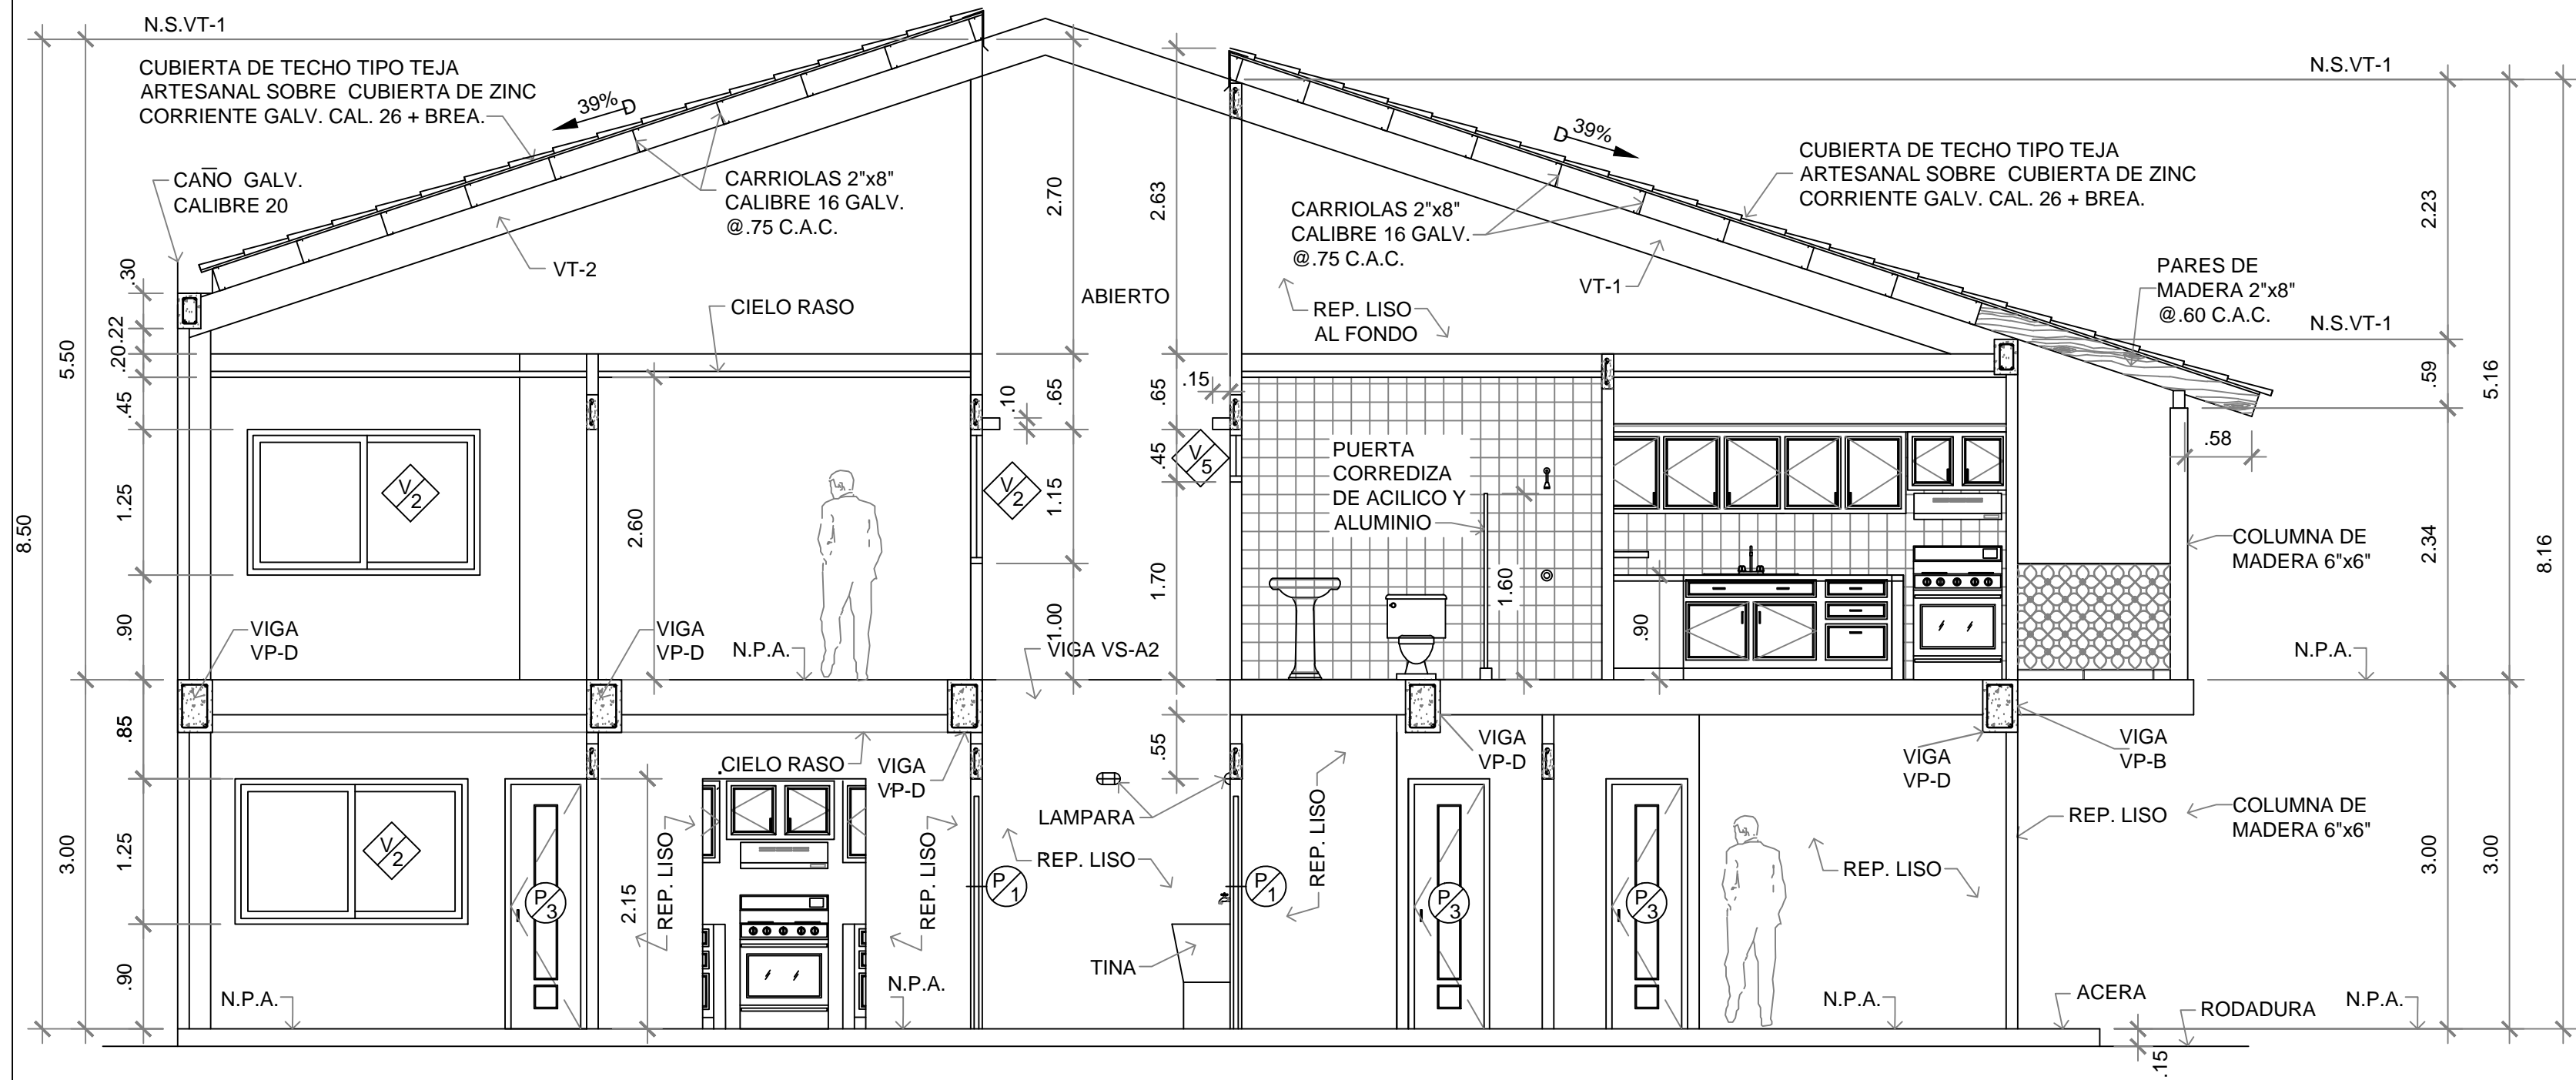 N.S.VT-1
CUBIERTA DE TECHO TIPO TEJA
ARTESANAL SOBRE CUBIERTA DE ZINC
CORRIENTE GALV. CAL. 26 + BREA.
39%
D
CAÑO GALV.
CALIBRE 20
CARRIOLAS 2"x8"
CALIBRE 16 GALV.
@.75 C.A.C.
VT-2
CIELO RASO
ABIERTO
N.S.VT-1
D
39%
CUBIERTA DE TECHO TIPO TEJA
ARTESANAL SOBRE CUBIERTA DE ZINC
CORRIENTE GALV. CAL. 26 + BREA.
CARRIOLAS 2"x8"
CALIBRE 16 GALV.
@.75 C.A.C.
REP. LISO
AL FONDO
VT-1
PARES DE
MADERA 2"x8"
@.60 C.A.C.
N.S.VT-1
8.50
5.50
3.00
.30
.22
.20
.45
1.25
.90
.85
1.25
.90
2.70
2.63
.65
.65
.10
.15
1.15
.45
1.00
1.70
.55
2.60
V
2
V
2
V
5
PUERTA
CORREDIZA
DE ACILICO Y
ALUMINIO
1.60
.90
.58
2.23
.59
2.34
3.00
5.16
3.00
8.16
COLUMNA DE
MADERA 6"x6"
VIGA
VP-D
VIGA
VP-D
N.P.A.
VIGA VS-A2
N.P.A.
CIELO RASO
VIGA
VP-D
VIGA
VP-D
VIGA
VP-D
VIGA
VP-B
LAMPARA
REP. LISO
REP. LISO
REP. LISO
REP. LISO
REP. LISO
REP. LISO
COLUMNA DE
MADERA 6"x6"
V
2
P
3
2.15
P
1
P
1
P
3
P
3
TINA
N.P.A.
N.P.A.
N.P.A.
ACERA
RODADURA
N.P.A.
.15